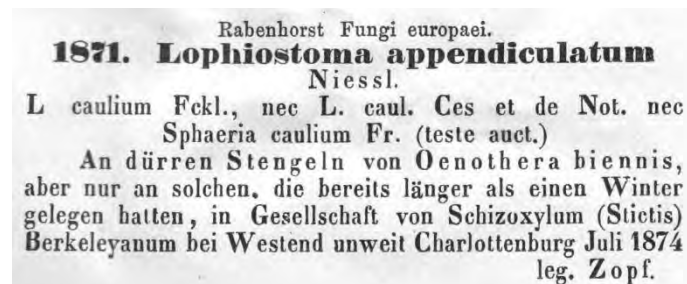 Rabenhorst Fungi europaei.
1871. Lophiostoma appendiculatum
Niessl.
L caulium Fckl., nec L. caul. Ces et de Not. nec
Sphaeria caulium Fr. (teste auct.)
An dürren Stengeln von Oenothera biennis,
aber nur an solchen. die bereits länger als einen Winter
gelegen hatten, in Gesellschaft von Schizoxylum (Stictis)
Berkeleyanum bei Westend unweit Charlottenburg Juli 1874
leg. Zopf.